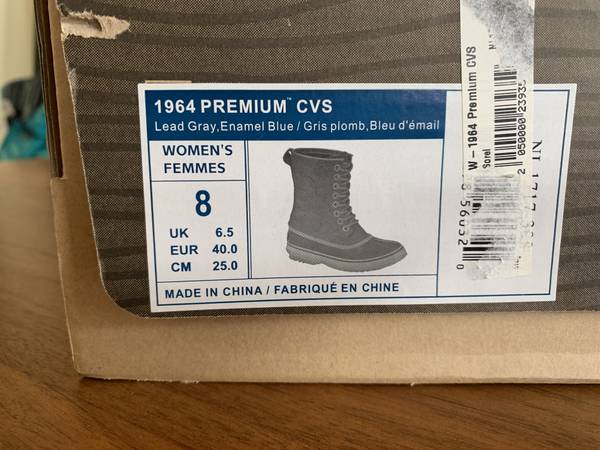 1964 PREMIUM™ CVS
Lead Gray,Enamel Blue / Gris plomb,Bleu d'émail
WOMEN'S
FEMMES
8
UK 6.5
EUR 40.0
CM 25.0
MADE IN CHINA / FABRIQUÉ EN CHINE
W - 1964 Premium CVS
Sorel